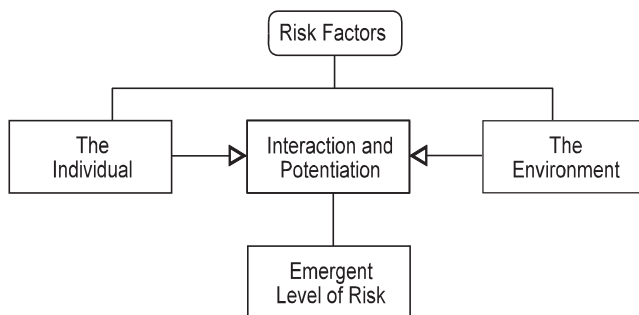 Risk Factors
The
Individual
Interaction and
Potentiation
The
Environment
Emergent
Level of Risk